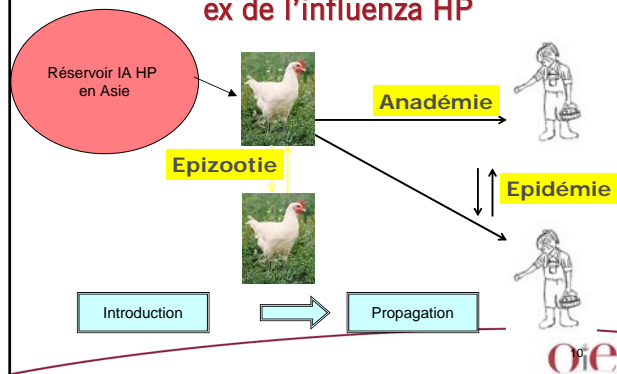 ex de l'influenza HP
Réservoir IA HP
en Asie
Anadémie
Epizootie
Epidémie
Introduction
Propagation
10
Oie